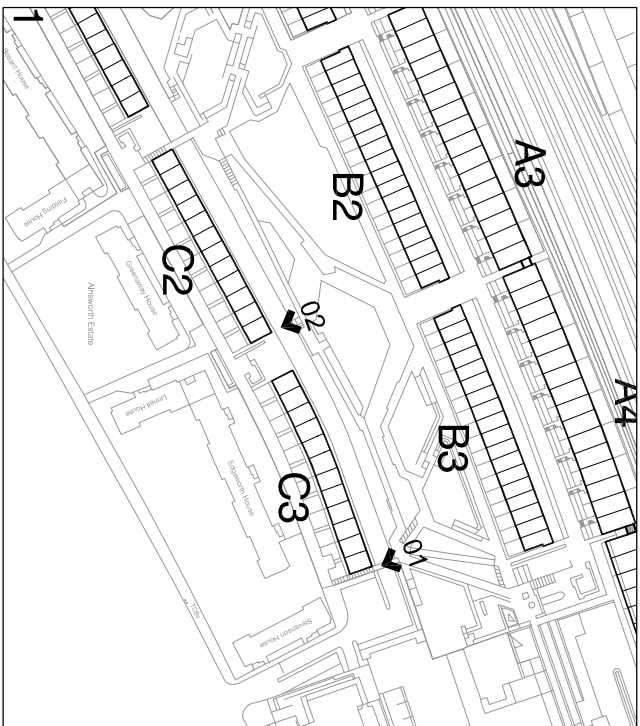 1
A3
B2
A4
C2
02
B3
C3
01
Fielding House
Greenaway House
Ainsworth Estate
Linnell House
Edgeworth House
Stevenson House
TCBs
House